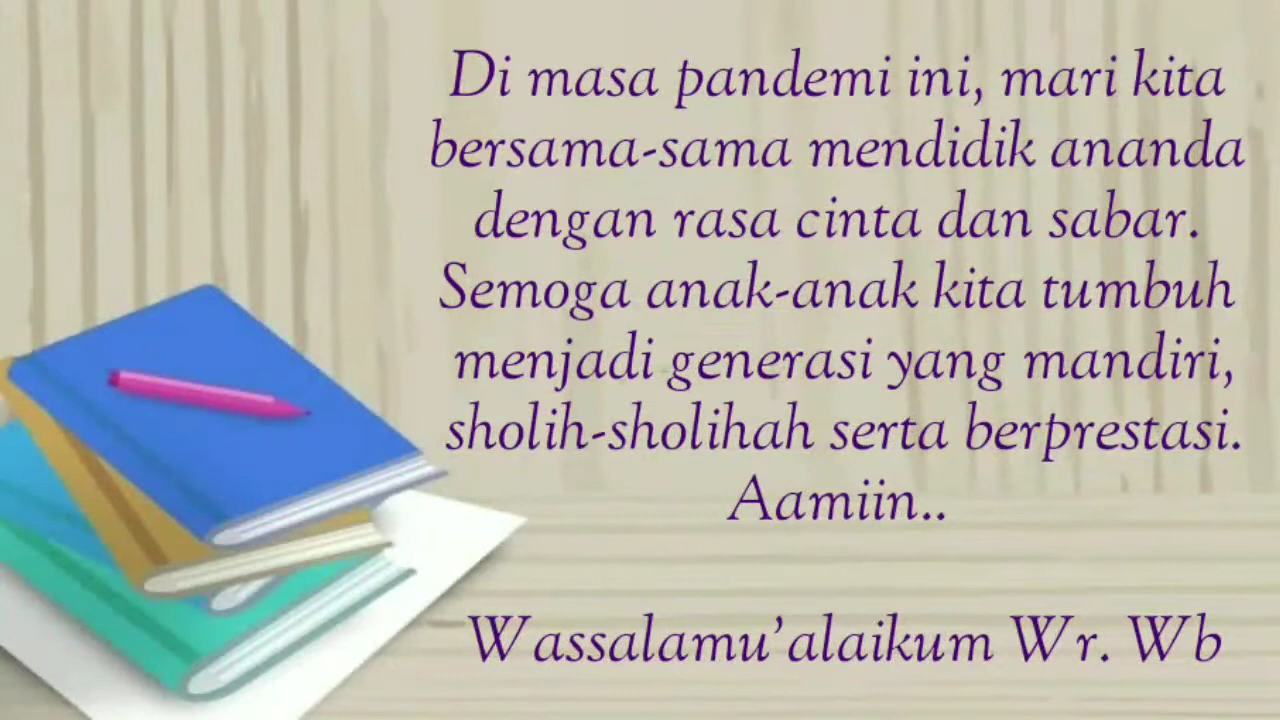 Di masa pandemi ini, mari kita
bersama-sama mendidik ananda
dengan rasa cinta dan sabar.
Semoga anak-anak kita tumbuh
menjadi generasi yang mandiri,
sholih-sholihah serta berprestasi.
Aamiin..
Wassalamu'alaikum Wr. Wb